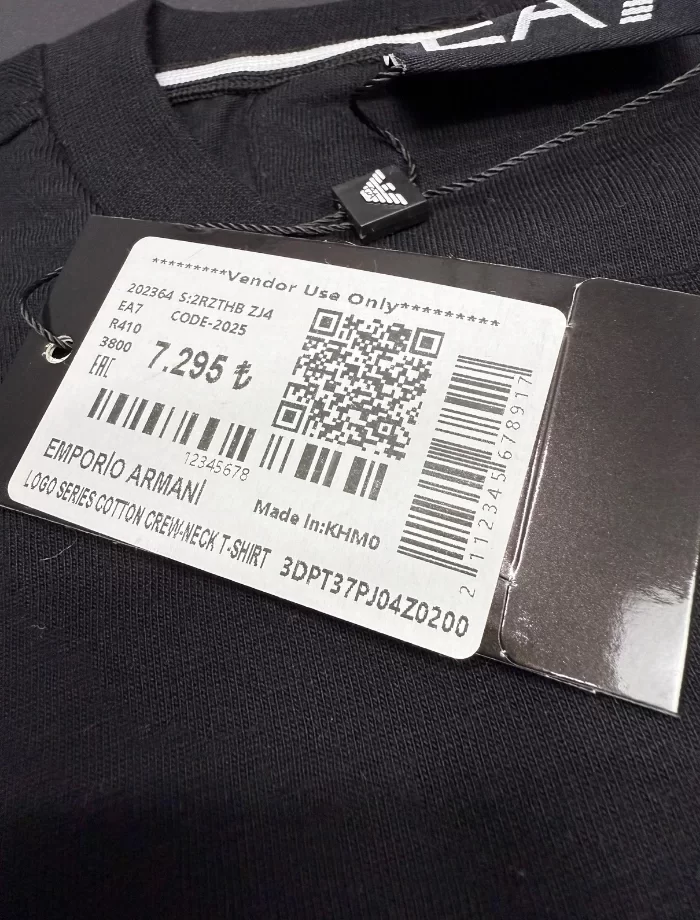 EA7
*********Vendor Use Only*********
202364 S:2RZTHB ZJ4
EA7 CODE-2025
R410
3800 7.295 ₺
EAC
12345678
EMPORİO ARMANİ
Made In:KHM0
LOGO SERIES COTTON CREW-NECK T-SHIRT 3DPT37PJ04Z0200
2112345678917